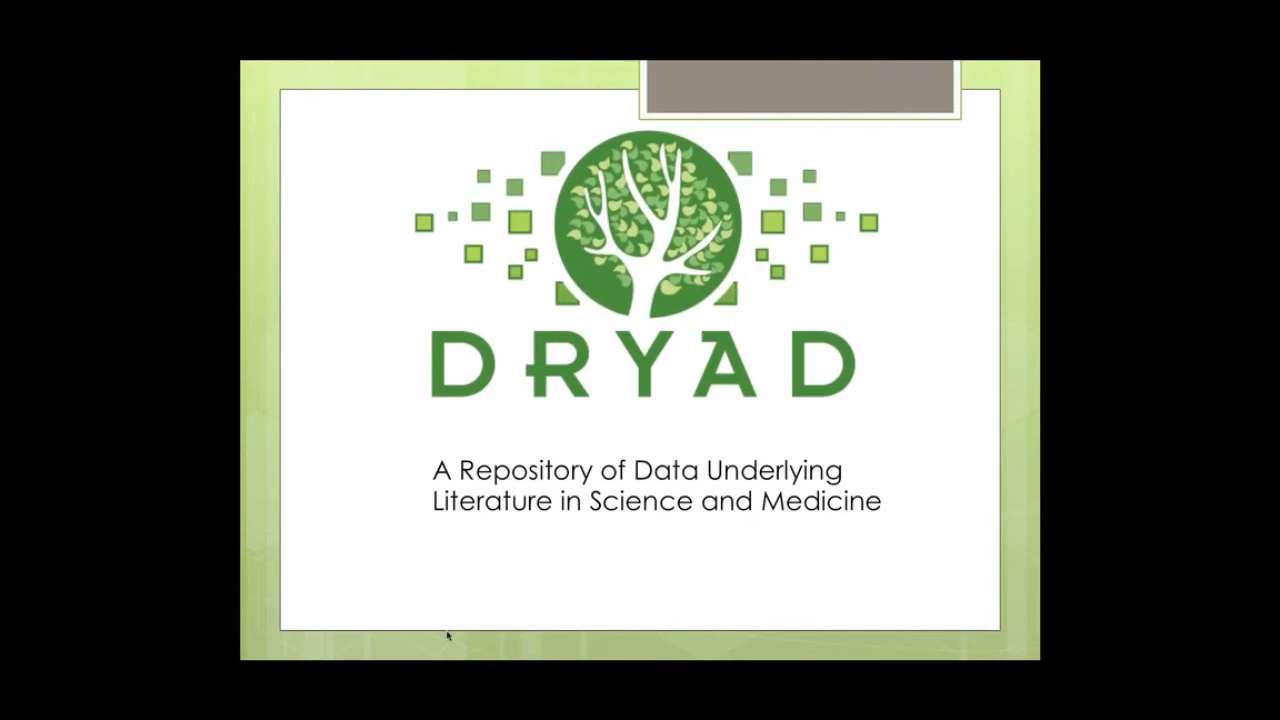 DRYAD
A Repository of Data Underlying
Literature in Science and Medicine